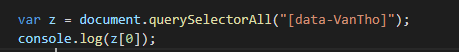 var z = document.querySelectorAll("[data-VanTho]");
console.log(z[0]);